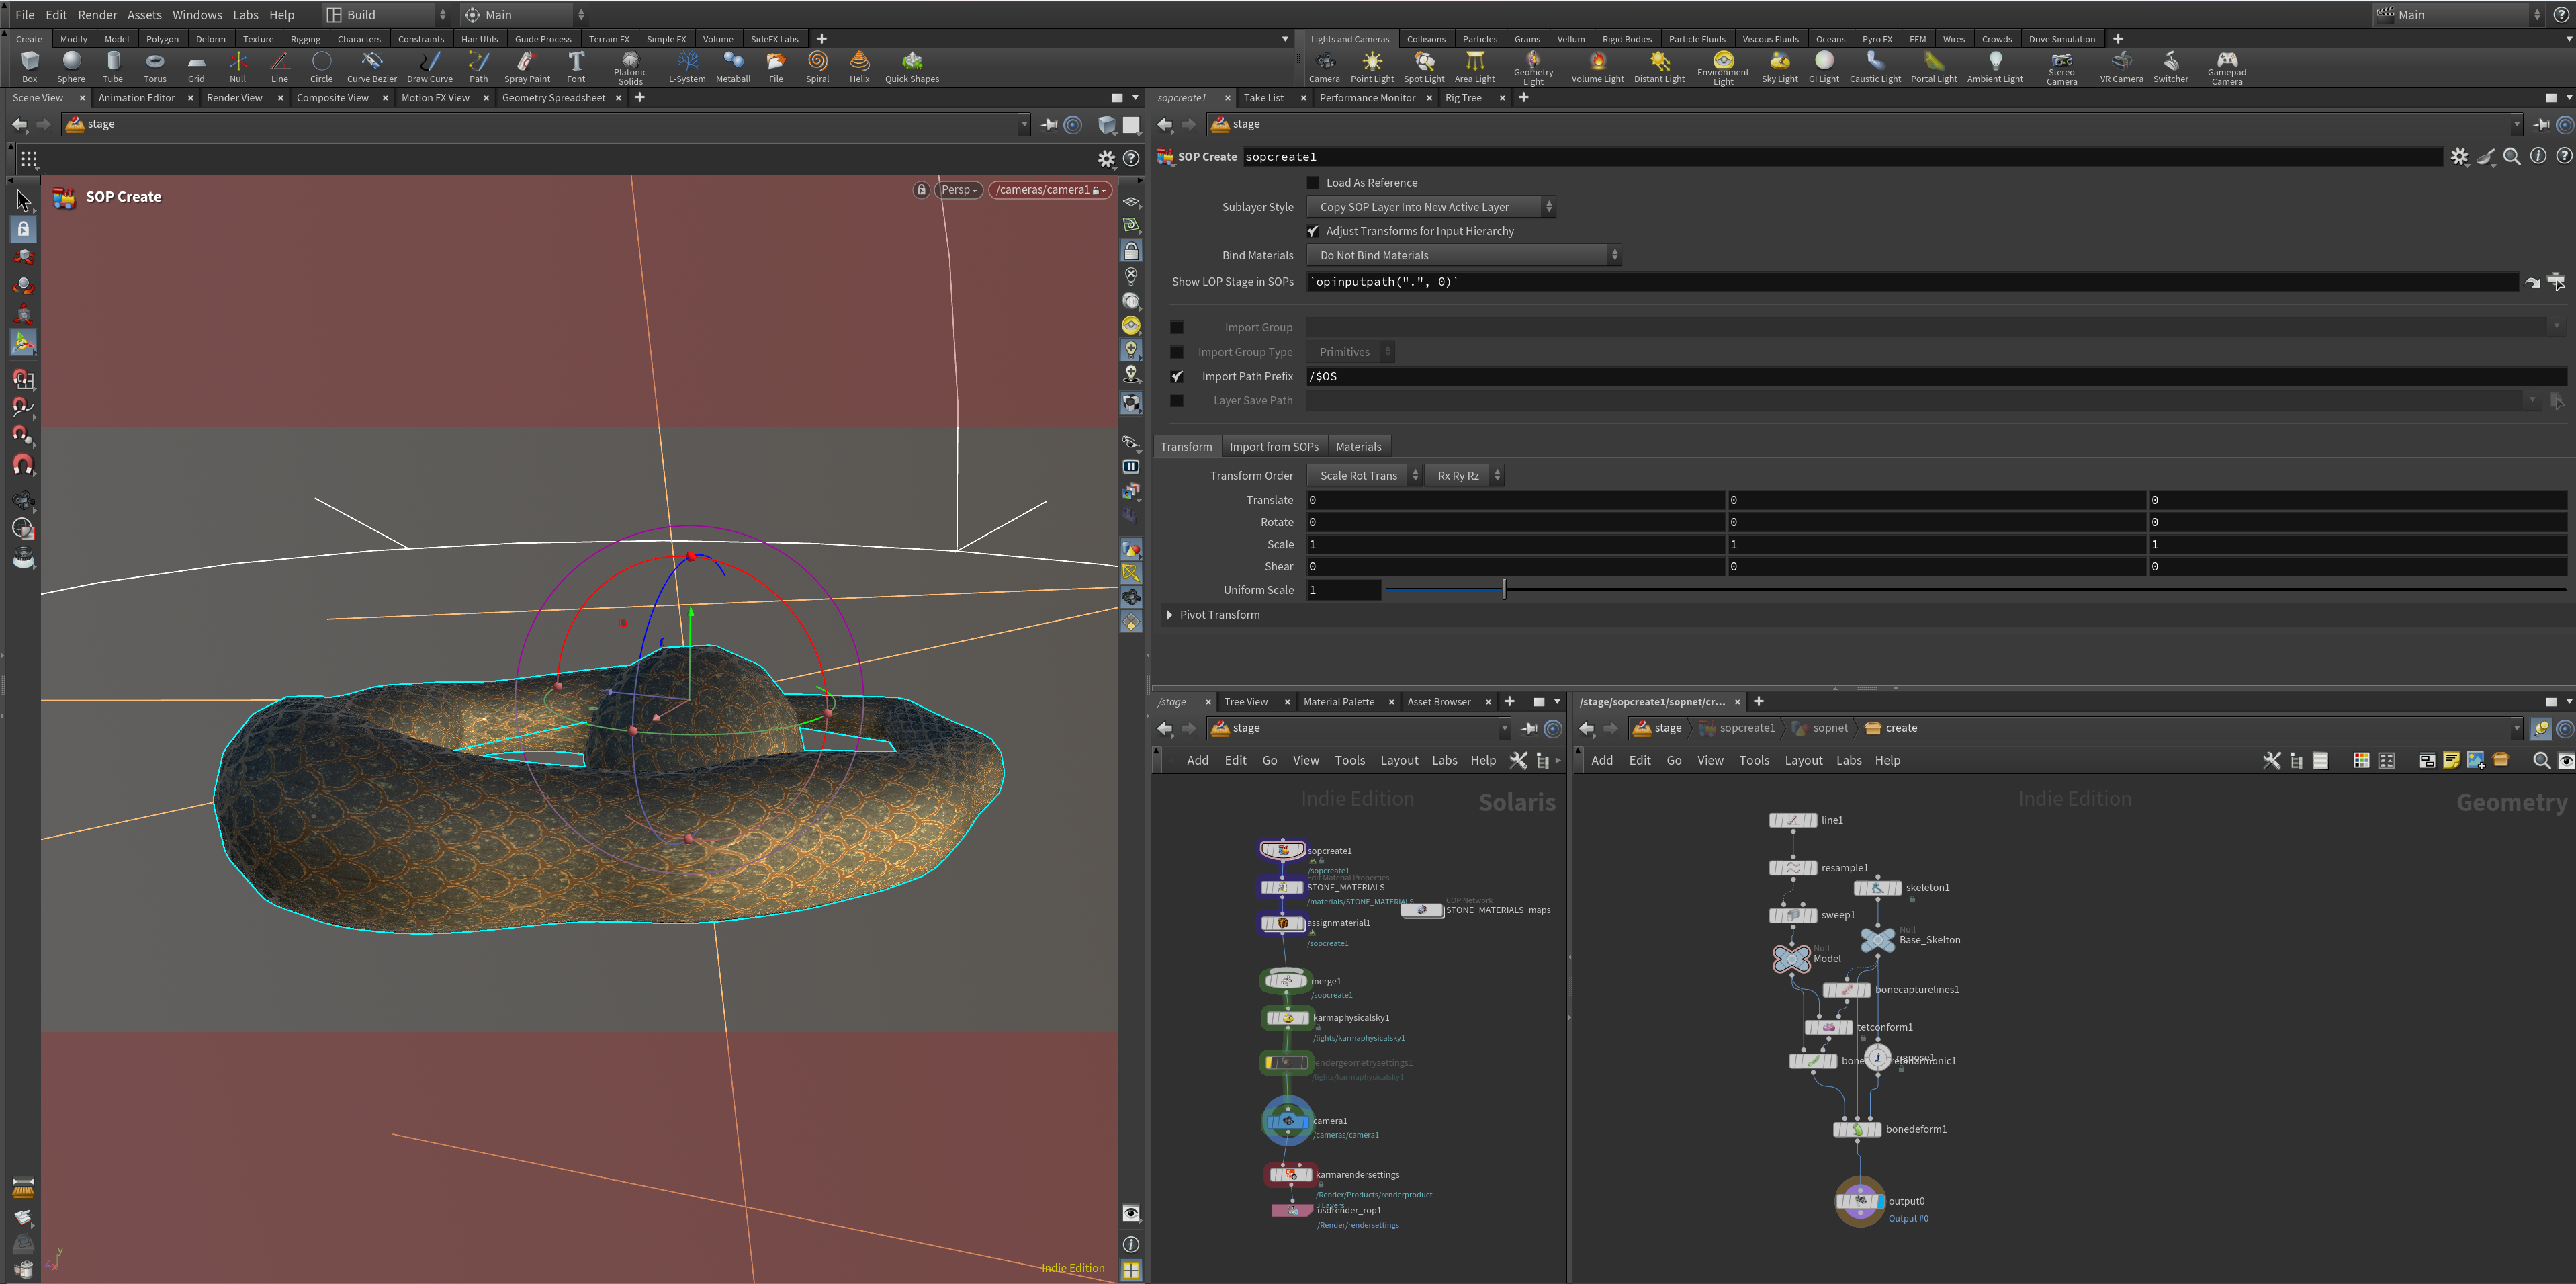 File Edit Render Assets Windows Labs Help Build Main Main
Create Modify Model Polygon Deform Texture Rigging Characters Constraints Hair Utils Guide Process Terrain FX Simple FX Volume SideFX Labs
Lights and Cameras Collisions Particles Grains Vellum Rigid Bodies Particle Fluids Viscous Fluids Oceans Pyro FX FEM Wires Crowds Drive Simulation
Box Sphere Tube Torus Grid Null Line Circle Curve Bezier Draw Curve Path Spray Paint Font Platonic Solids L-System Metaball File Spiral Helix Quick Shapes
Camera Point Light Spot Light Area Light Geometry Light Volume Light Distant Light Environment Light Sky Light GI Light Caustic Light Portal Light Ambient Light Stereo Camera VR Camera Switcher Gamepad Camera
Scene View Animation Editor Render View Composite View Motion FX View Geometry Spreadsheet
sopcreate1 Take List Performance Monitor Rig Tree
stage
stage
SOP Create sopcreate1
SOP Create
Persp
/cameras/camera1
Load As Reference
Sublayer Style Copy SOP Layer Into New Active Layer
Adjust Transforms for Input Hierarchy
Bind Materials Do Not Bind Materials
Show LOP Stage in SOPs `opinputpath(".", 0)`
Import Group
Import Group Type Primitives
Import Path Prefix /$OS
Layer Save Path
Transform Import from SOPs Materials
Transform Order Scale Rot Trans Rx Ry Rz
Translate 0 0 0
Rotate 0 0 0
Scale 1 1 1
Shear 0 0 0
Uniform Scale 1
Pivot Transform
/stage Tree View Material Palette Asset Browser
stage
Add Edit Go View Tools Layout Labs Help
Indie Edition Solaris
sopcreate1
/sopcreate1
Edit Material Properties
STONE_MATERIALS
/materials/STONE_MATERIALS
COP Network
STONE_MATERIALS_maps
assignmaterial1
/sopcreate1
merge1
/sopcreate1
karmaphysicalsky1
/lights/karmaphysicalsky1
rendergeometrysettings1
/lights/karmaphysicalsky1
camera1
/cameras/camera1
karmarendersettings
/Render/Products/renderproduct
3 Layers
usdrender_rop1
/Render/rendersettings
/stage/sopcreate1/sopnet/cr...
stage sopcreate1 sopnet create
Add Edit Go View Tools Layout Labs Help
Indie Edition Geometry
line1
resample1
skeleton1
sweep1
Null
Base_Skelton
Null
Model
bonecapturelines1
tetconform1
rigpose1
bonedeform1
output0
Output #0
z x y
Indie Edition